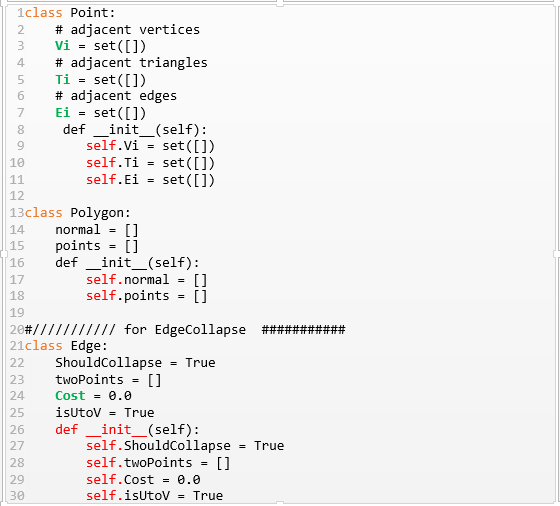 1class Point:
2    # adjacent vertices
3    Vi = set([])
4    # adjacent triangles
5    Ti = set([])
6    # adjacent edges
7    Ei = set([])
8     def __init__(self):
9        self.Vi = set([])
10        self.Ti = set([])
11        self.Ei = set([])
12
13class Polygon:
14    normal = []
15    points = []
16    def __init__(self):
17        self.normal = []
18        self.points = []
19
20#/////////// for EdgeCollapse  ###########
21class Edge:
22    ShouldCollapse = True
23    twoPoints = []
24    Cost = 0.0
25    isUtoV = True
26    def __init__(self):
27        self.ShouldCollapse = True
28        self.twoPoints = []
29        self.Cost = 0.0
30        self.isUtoV = True